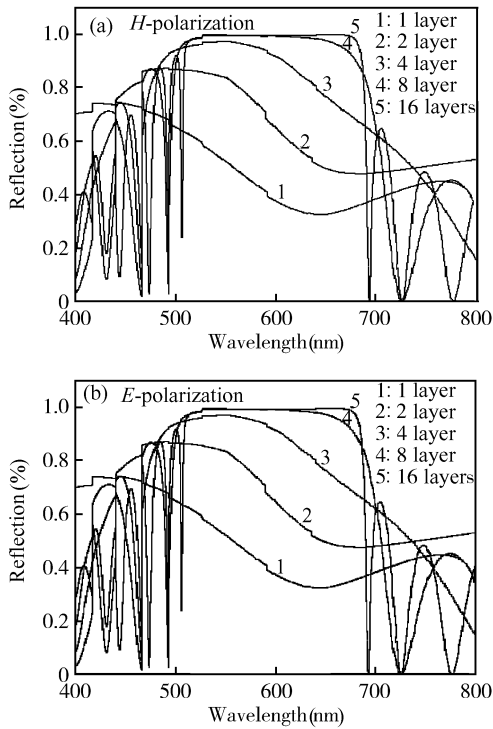 (a) H-polarization
1: 1 layer
2: 2 layer
3: 4 layer
4: 8 layer
5: 16 layers
5
4
3
2
1
1.0
0.8
0.6
0.4
0.2
0
Reflection (%)
400 500 600 700 800
Wavelength(nm)
(b) E-polarization
1: 1 layer
2: 2 layer
3: 4 layer
4: 8 layer
5: 16 layers
5
4
3
2
1
1.0
0.8
0.6
0.4
0.2
0
Reflection (%)
400 500 600 700 800
Wavelength(nm)